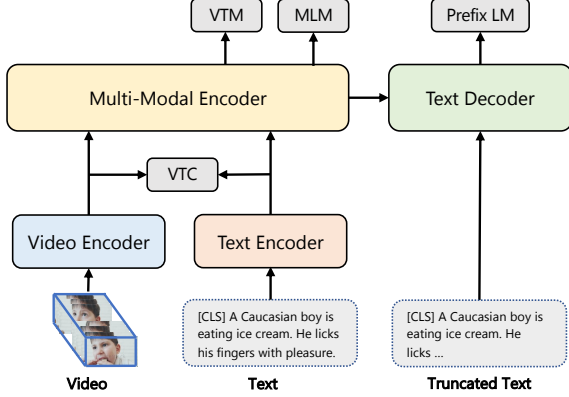 VTM MLM Prefix LM
Multi-Modal Encoder Text Decoder
VTC
Video Encoder Text Encoder
[CLS] A Caucasian boy is
eating ice cream. He licks
his fingers with pleasure.
[CLS] A Caucasian boy is
eating ice cream. He
licks ...
Video Text Truncated Text